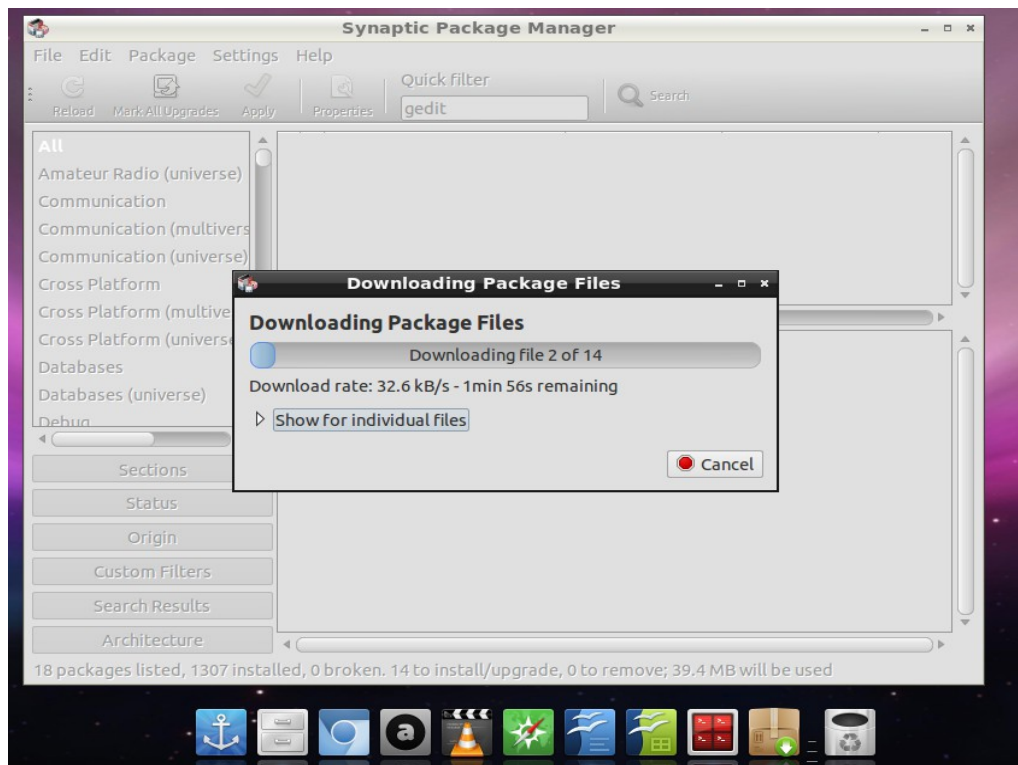 Synaptic Package Manager
File Edit Package Settings Help
Reload Mark All Upgrades Apply Properties Quick filter Search
gedit
All
Amateur Radio (universe)
Communication
Communication (multivers
Communication (universe)
Cross Platform
Cross Platform (multive
Cross Platform (universe
Databases
Databases (universe)
Debug
Downloading Package Files
Downloading Package Files
Downloading file 2 of 14
Download rate: 32.6 kB/s - 1min 56s remaining
Show for individual files
Cancel
Sections
Status
Origin
Custom Filters
Search Results
Architecture
18 packages listed, 1307 installed, 0 broken. 14 to install/upgrade, 0 to remove; 39.4 MB will be used
a